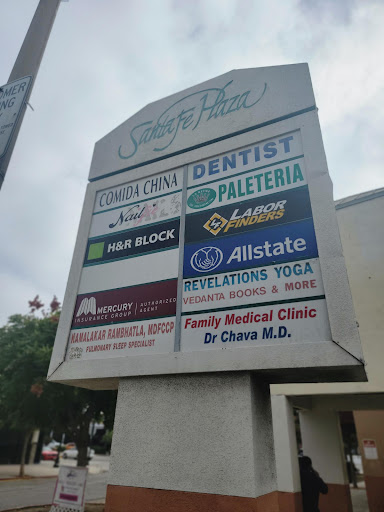 Santa Fe Plaza
COMIDA CHINA
Nail
H&R BLOCK
MERCURY
INSURANCE GROUP
AUTHORIZED
AGENT
KAMALAKAR RAMBHATLA, MDFCCP
PULMONARY SLEEP SPECIALIST
DENTIST
PALETERIA
LABOR
FINDERS
Allstate
REVELATIONS YOGA
VEDANTA BOOKS & MORE
Family Medical Clinic
Dr Chava M.D.